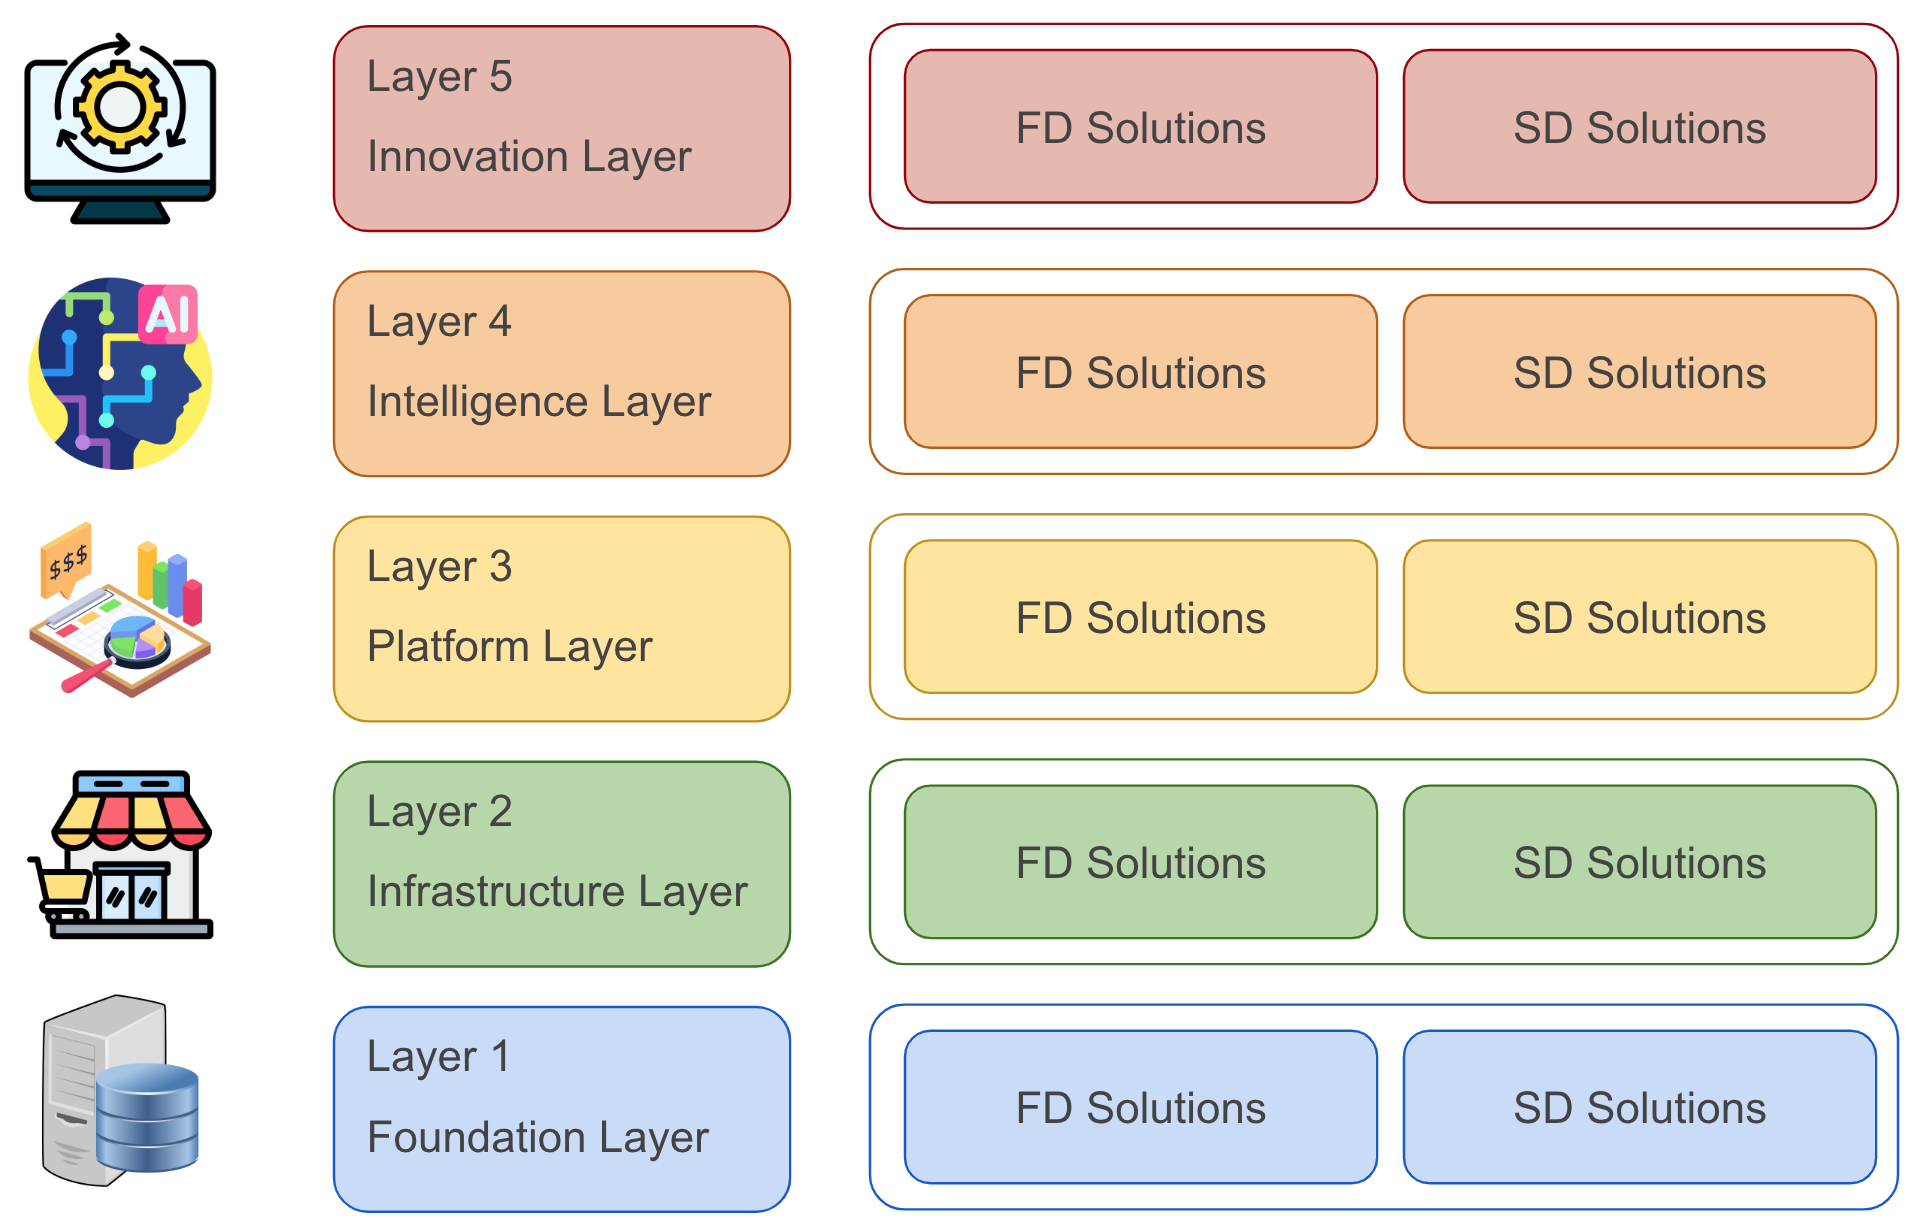 Layer 5
Innovation Layer
FD Solutions
SD Solutions
AI
Layer 4
Intelligence Layer
FD Solutions
SD Solutions
$$$
Layer 3
Platform Layer
FD Solutions
SD Solutions
Layer 2
Infrastructure Layer
FD Solutions
SD Solutions
Layer 1
Foundation Layer
FD Solutions
SD Solutions